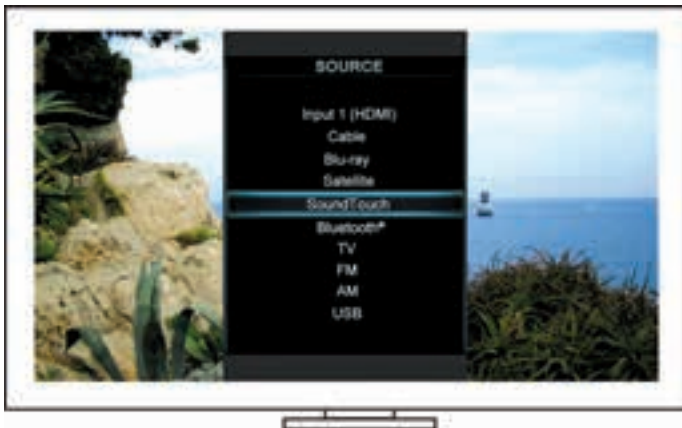 SOURCE
Input 1 (HDMI)
Cable
Blu-ray
Satellite
SoundTouch
Bluetooth®
TV
FM
AM
USB